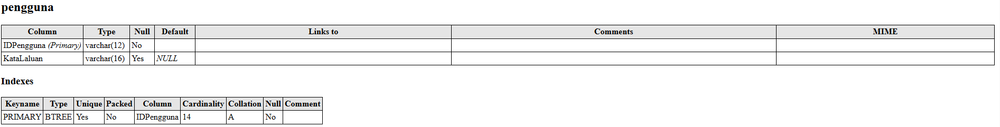 pengguna
Column Type Null Default Links to Comments MIME
IDPengguna (Primary) varchar(12) No
KataLaluan varchar(16) Yes NULL
Indexes
Keyname Type Unique Packed Column Cardinality Collation Null Comment
PRIMARY BTREE Yes No IDPengguna 14 A No